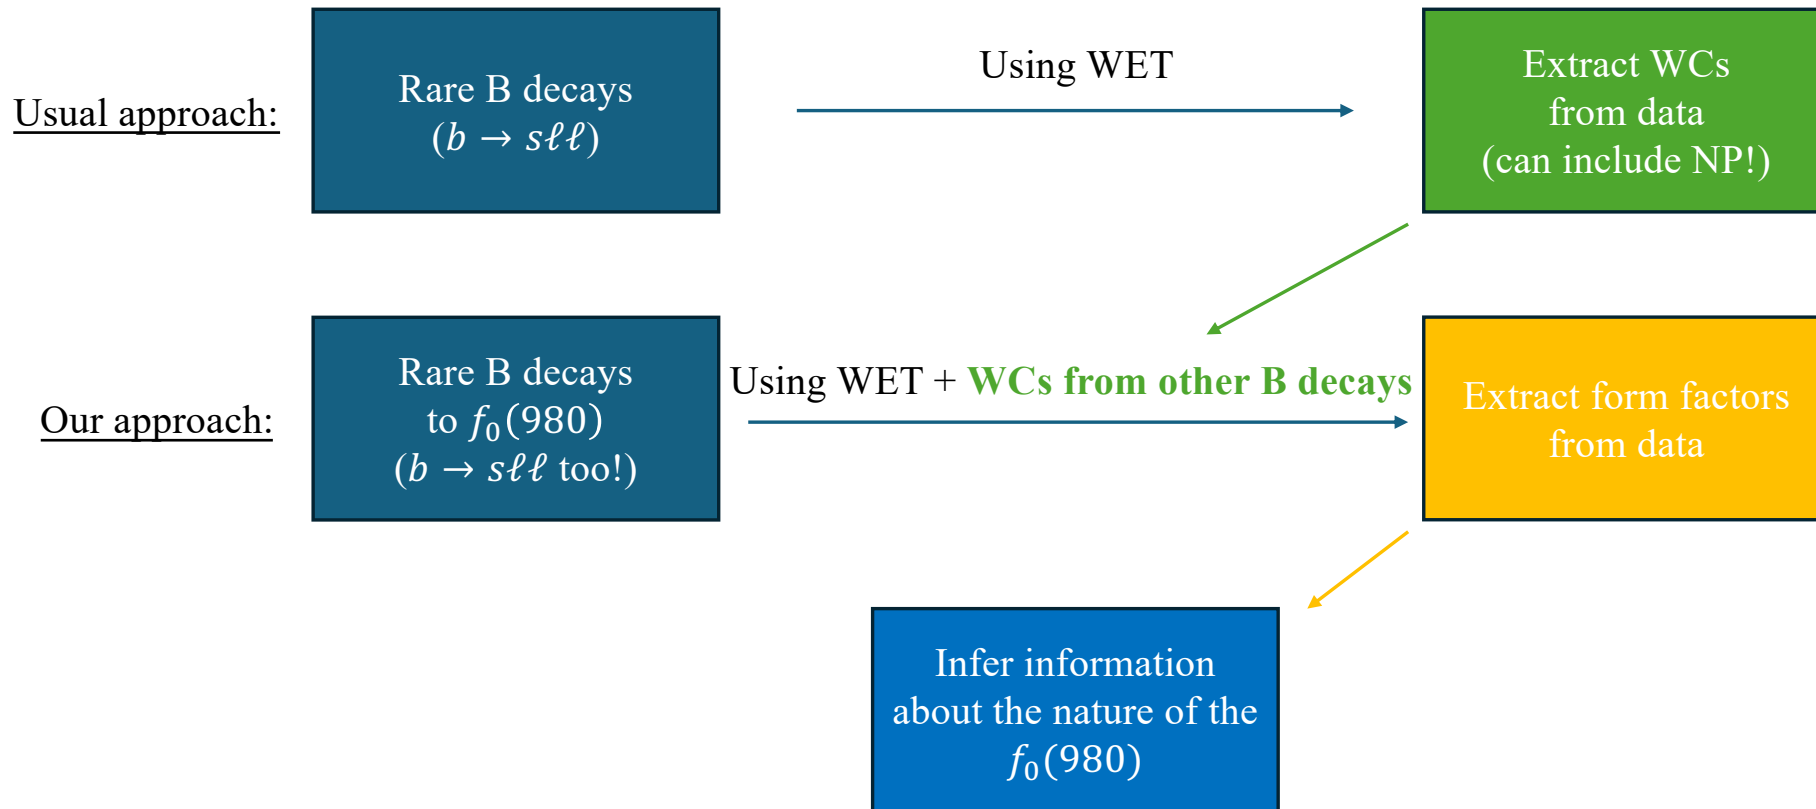 Usual approach:
Rare B decays
(b → sℓℓ)
Using WET
Extract WCs
from data
(can include NP!)
Our approach:
Rare B decays
to f₀(980)
(b → sℓℓ too!)
Using WET + WCs from other B decays
Extract form factors
from data
Infer information
about the nature of the
f₀(980)